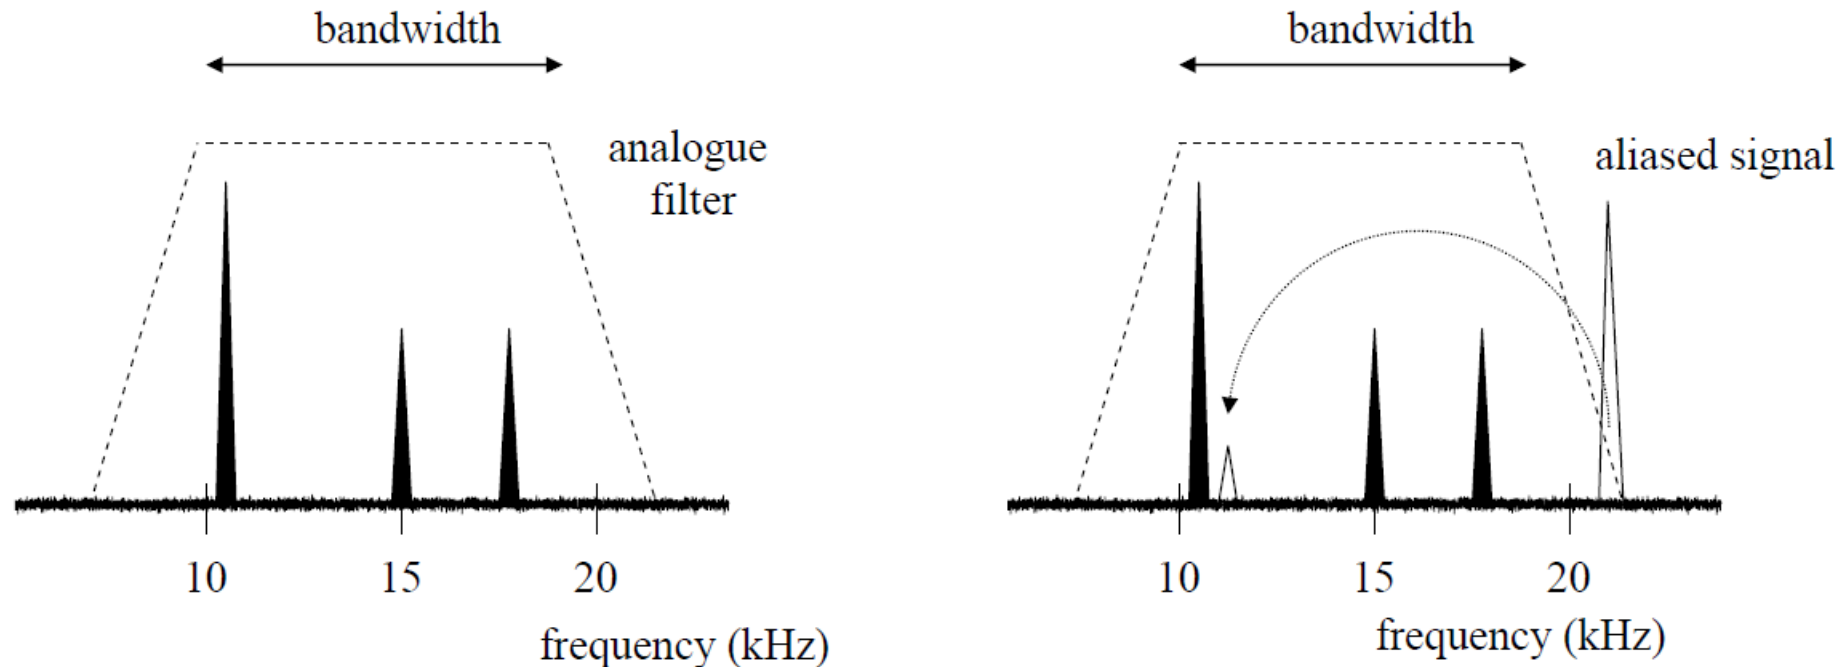 bandwidth
analogue
filter
10 15 20
frequency (kHz)
bandwidth
aliased signal
10 15 20
frequency (kHz)